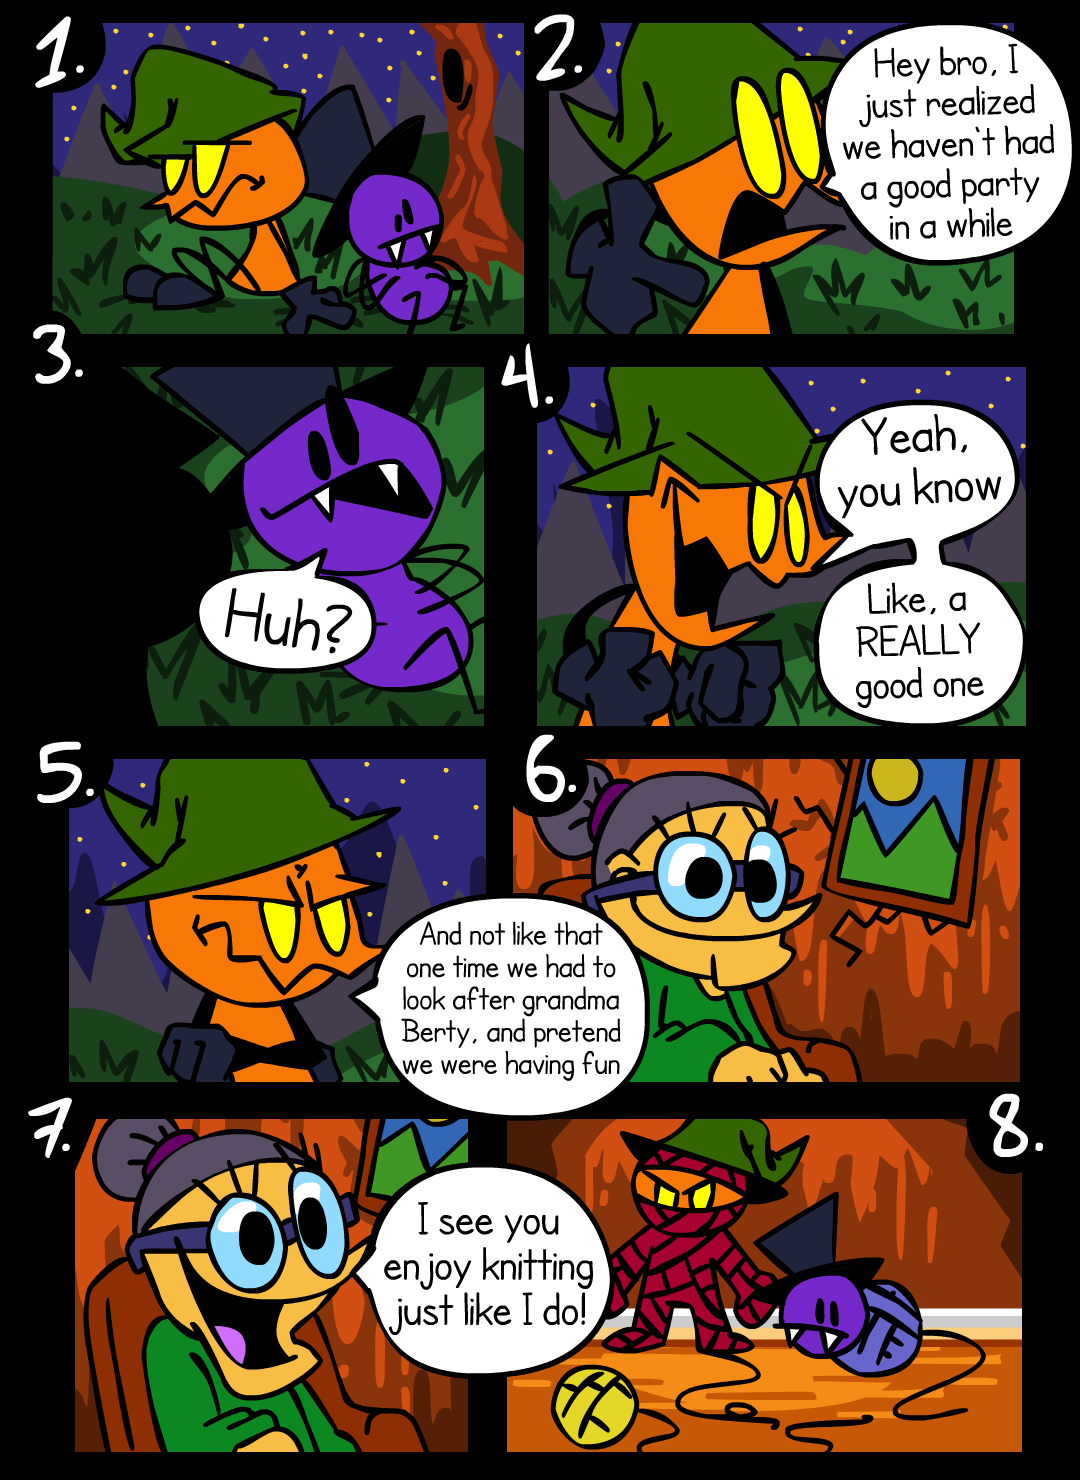 1.
2.
Hey bro, I
just realized
we haven't had
a good party
in a while
3.
Huh?
4.
Yeah,
you know
Like, a
REALLY
good one
5.
And not like that
one time we had to
look after grandma
Berty, and pretend
we were having fun
6.
7.
I see you
enjoy knitting
just like I do!
8.